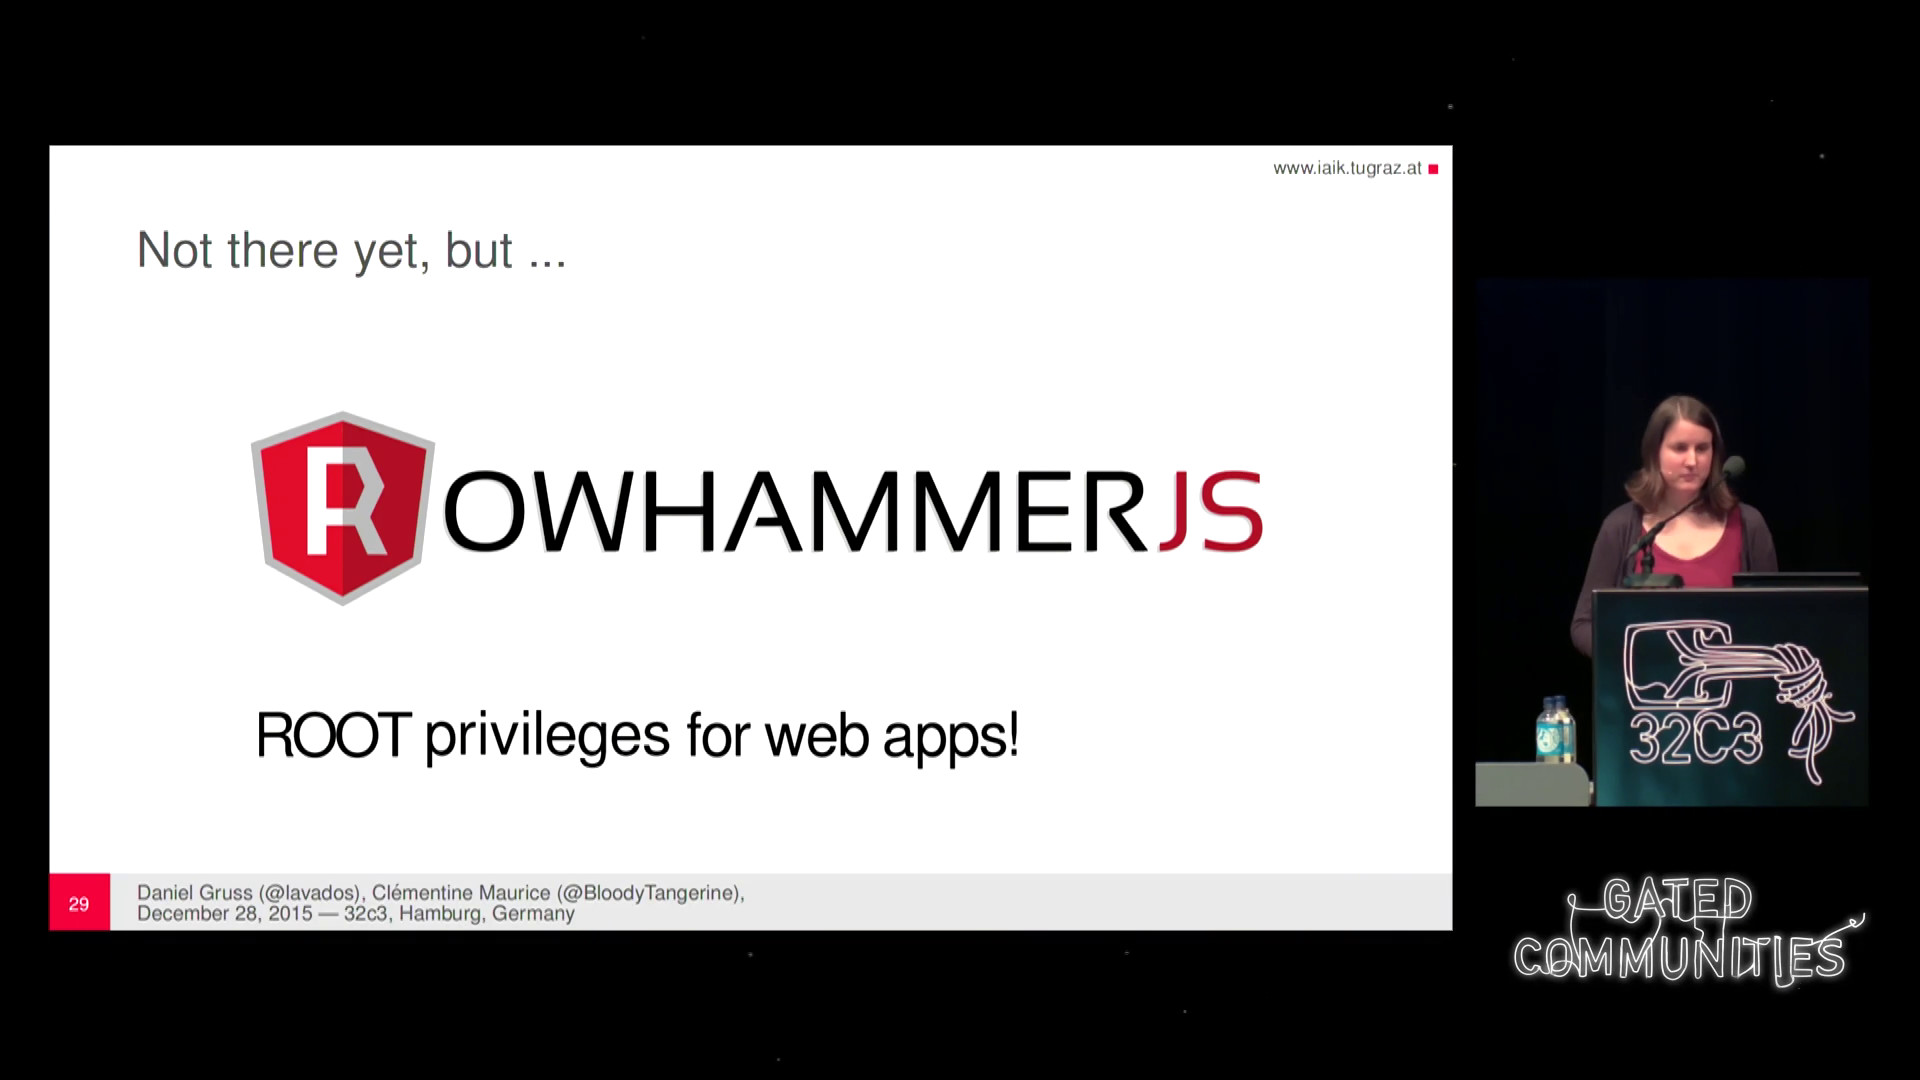 www.iaik.tugraz.at
Not there yet, but ...
ROWHAMMERJS
ROOT privileges for web apps!
29
Daniel Gruss (@lavados), Clémentine Maurice (@BloodyTangerine),
December 28, 2015 — 32c3, Hamburg, Germany
32C3
GATED
COMMUNITIES